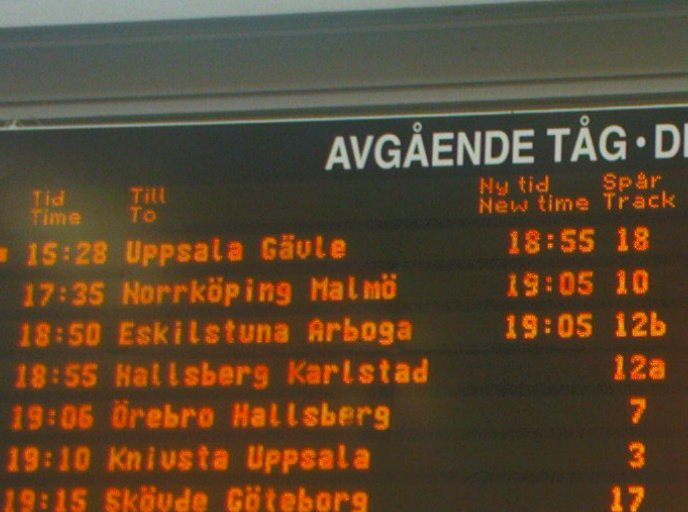 AVGÅENDE TÅG · DE
Tid Till Ny tid Spår
Time To New time Track
15:28 Uppsala Gävle 18:55 18
17:35 Norrköping Malmö 19:05 10
18:50 Eskilstuna Arboga 19:05 12b
18:55 Hallsberg Karlstad 12a
19:06 Örebro Hallsberg 7
19:10 Knivsta Uppsala 3
19:15 Skövde Göteborg 17